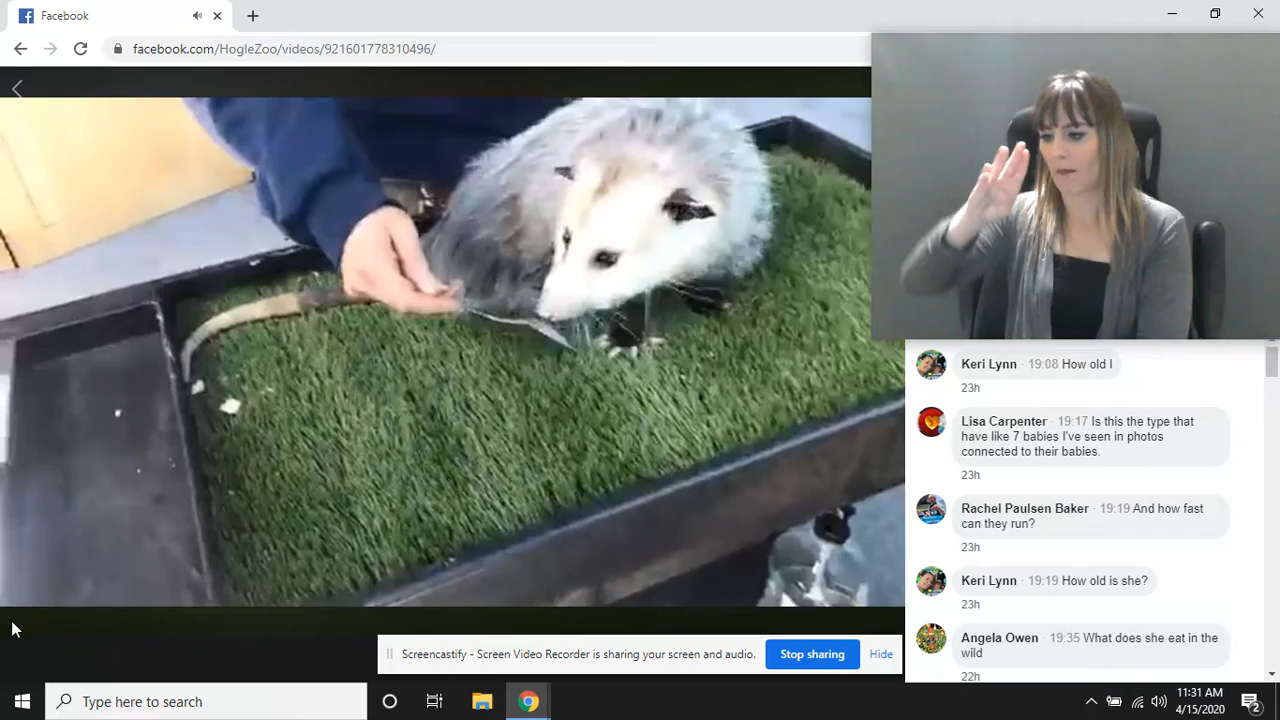 Facebook
facebook.com/HogleZoo/videos/921601778310496/
Keri Lynn · 19:08 How old I
23h
Lisa Carpenter · 19:17 Is this the type that
have like 7 babies I've seen in photos
connected to their babies.
23h
Rachel Paulsen Baker · 19:19 And how fast
can they run?
23h
Keri Lynn · 19:19 How old is she?
23h
Angela Owen · 19:35 What does she eat in the
wild
22h
Screencastify - Screen Video Recorder is sharing your screen and audio.
Stop sharing
Hide
Type here to search
11:31 AM
4/15/2020
2